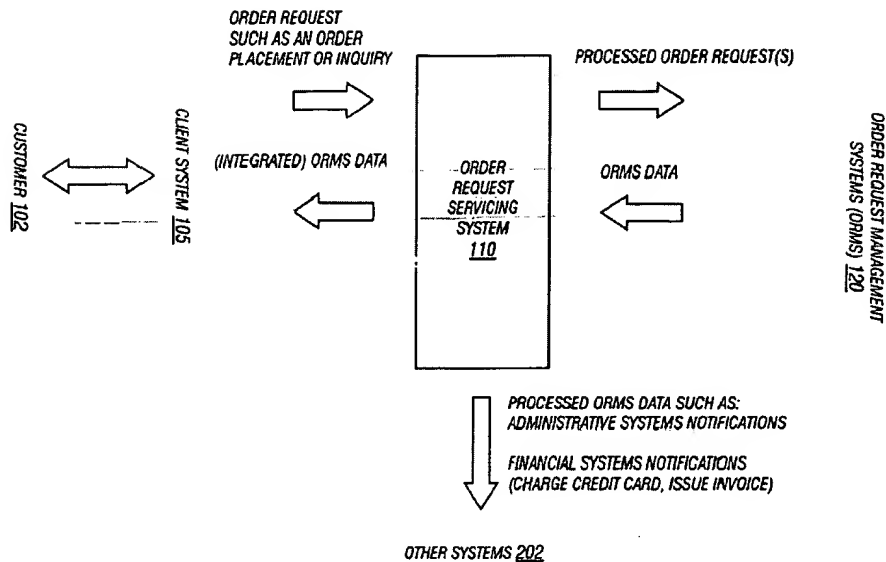 ORDER REQUEST
SUCH AS AN ORDER
PLACEMENT OR INQUIRY
PROCESSED ORDER REQUEST(S)
CUSTOMER 102
CLIENT SYSTEM 105
(INTEGRATED) ORMS DATA
ORDER
REQUEST
SERVICING
SYSTEM
110
ORMS DATA
ORDER REQUEST MANAGEMENT
SYSTEMS (ORMS) 120
PROCESSED ORMS DATA SUCH AS:
ADMINISTRATIVE SYSTEMS NOTIFICATIONS
FINANCIAL SYSTEMS NOTIFICATIONS
(CHARGE CREDIT CARD, ISSUE INVOICE)
OTHER SYSTEMS 202